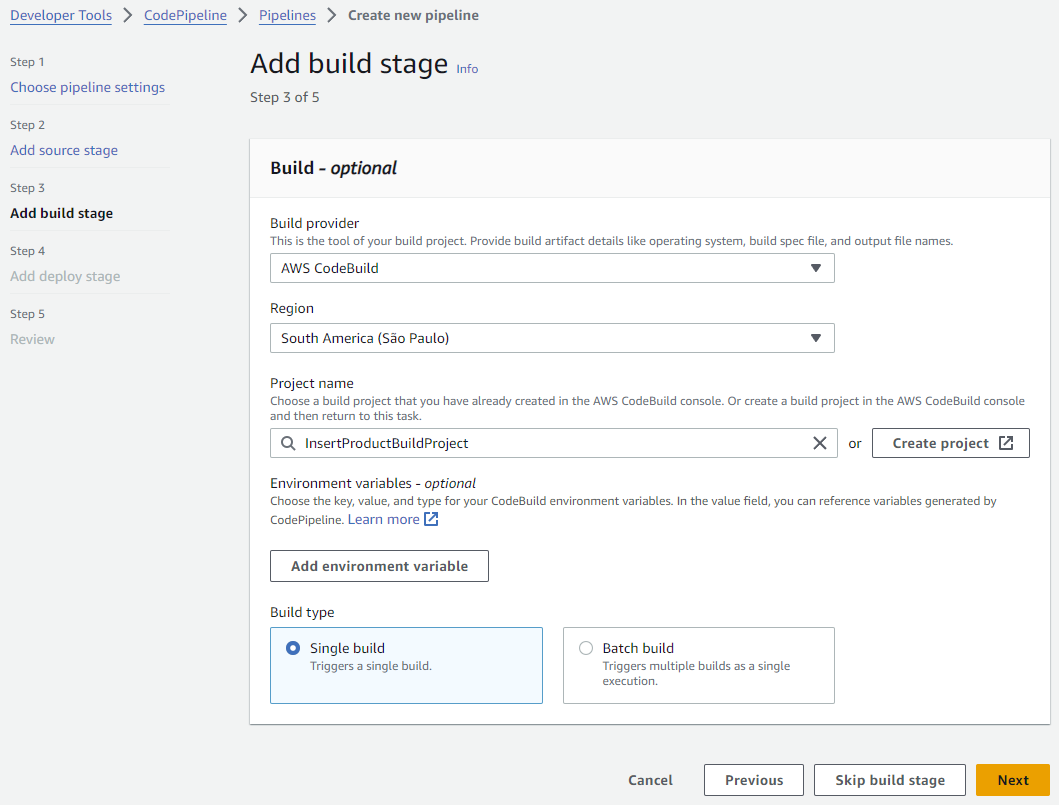 Developer Tools > CodePipeline > Pipelines > Create new pipeline
Step 1
Choose pipeline settings
Step 2
Add source stage
Step 3
Add build stage
Step 4
Add deploy stage
Step 5
Review
Add build stage Info
Step 3 of 5
Build - optional
Build provider
This is the tool of your build project. Provide build artifact details like operating system, build spec file, and output file names.
AWS CodeBuild
Region
South America (São Paulo)
Project name
Choose a build project that you have already created in the AWS CodeBuild console. Or create a build project in the AWS CodeBuild console
and then return to this task.
InsertProductBuildProject or Create project
Environment variables - optional
Choose the key, value, and type for your CodeBuild environment variables. In the value field, you can reference variables generated by
CodePipeline. Learn more
Add environment variable
Build type
Single build
Triggers a single build.
Batch build
Triggers multiple builds as a single
execution.
Cancel Previous Skip build stage Next